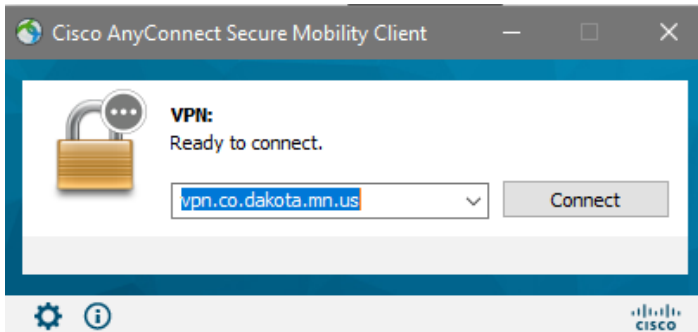 Cisco AnyConnect Secure Mobility Client
VPN:
Ready to connect.
vpn.co.dakota.mn.us
Connect
CISCO